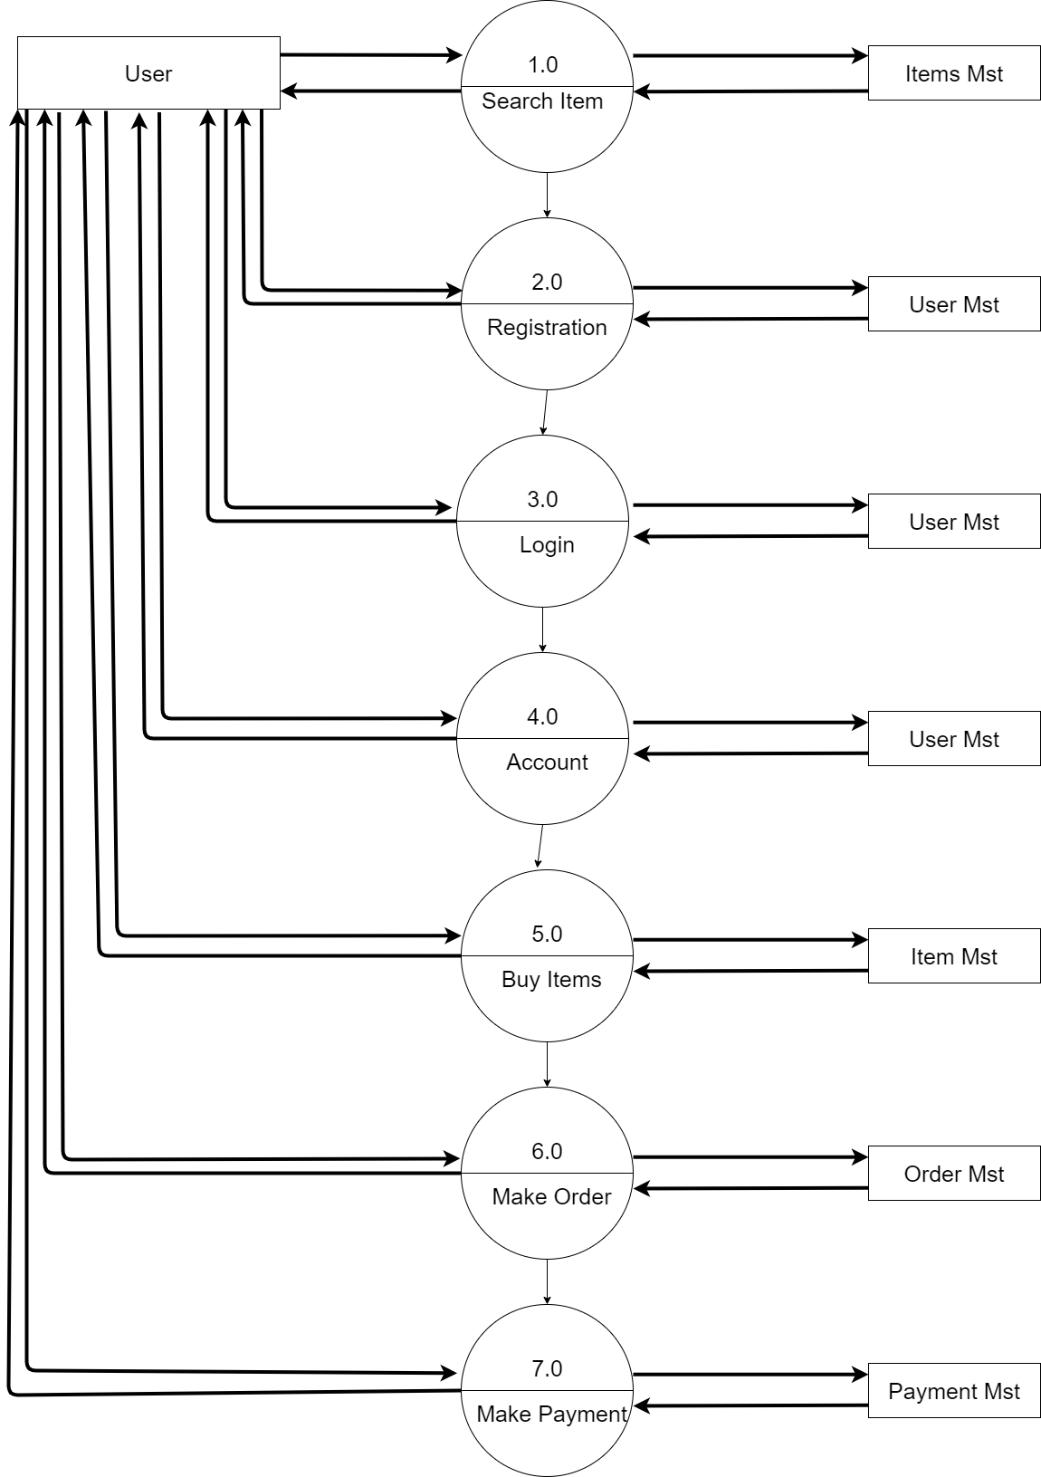 User
1.0
Search Item
Items Mst
2.0
Registration
User Mst
3.0
Login
User Mst
4.0
Account
User Mst
5.0
Buy Items
Item Mst
6.0
Make Order
Order Mst
7.0
Make Payment
Payment Mst